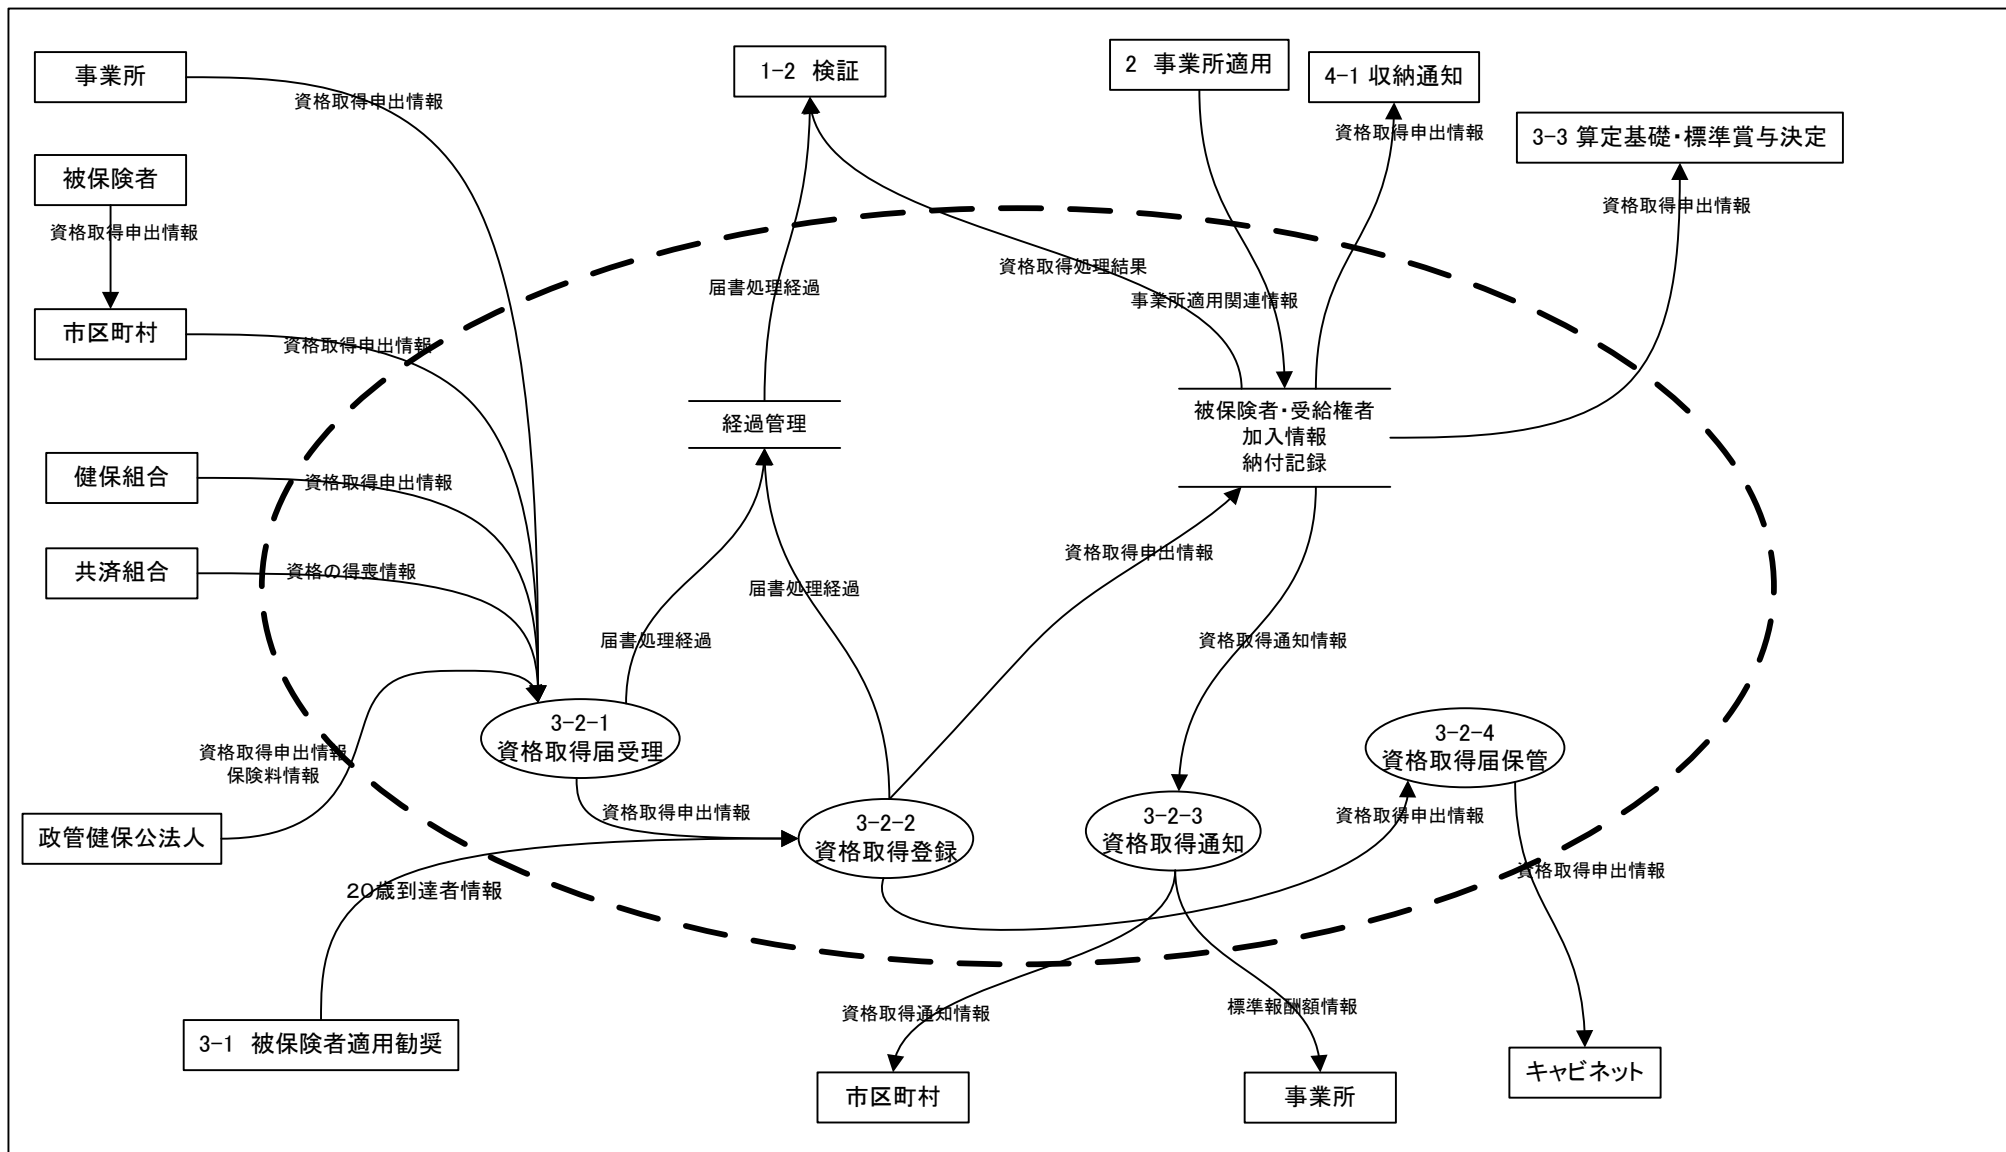 事業所
1-2 検証
2 事業所適用
4-1 収納通知
資格取得申出情報
資格取得申出情報
3-3 算定基礎・標準賞与決定
被保険者
資格取得申出情報
資格取得申出情報
資格取得処理結果
届書処理経過
事業所適用関連情報
市区町村
資格取得申出情報
経過管理
被保険者・受給権者
加入情報
納付記録
健保組合
資格取得申出情報
資格取得申出情報
共済組合
資格の得喪情報
届書処理経過
届書処理経過
資格取得通知情報
3-2-1
資格取得届受理
3-2-4
資格取得届保管
資格取得申出情報
保険料情報
資格取得申出情報
資格取得申出情報
政管健保公法人
3-2-2
資格取得登録
3-2-3
資格取得通知
資格取得申出情報
20歳到達者情報
資格取得通知情報
標準報酬額情報
3-1 被保険者適用勧奨
キャビネット
市区町村
事業所